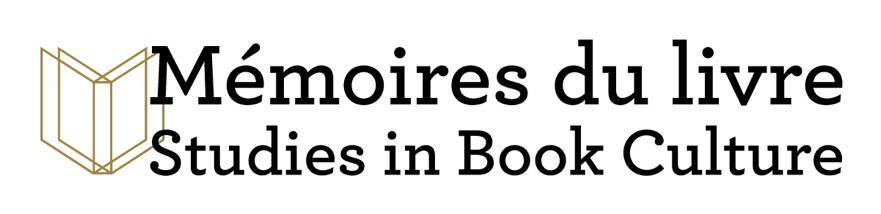 Mémoires du livre
Studies in Book Culture